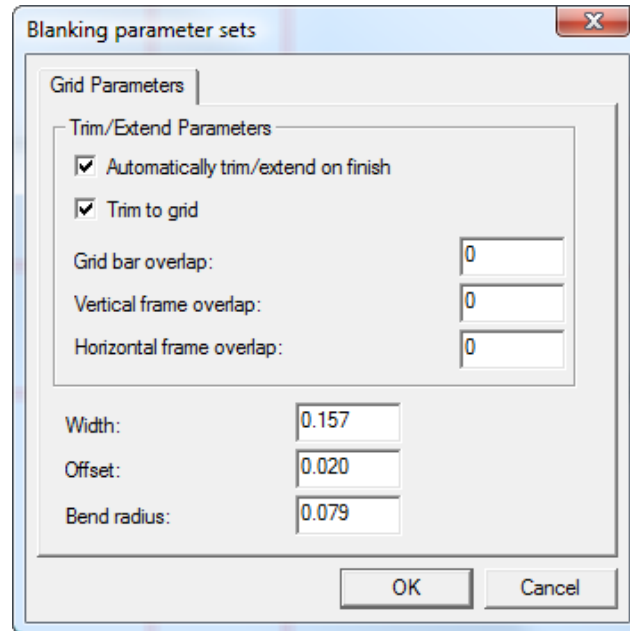 Blanking parameter sets
Grid Parameters
Trim/Extend Parameters
Automatically trim/extend on finish
Trim to grid
Grid bar overlap: 0
Vertical frame overlap: 0
Horizontal frame overlap: 0
Width: 0.157
Offset: 0.020
Bend radius: 0.079
OK Cancel